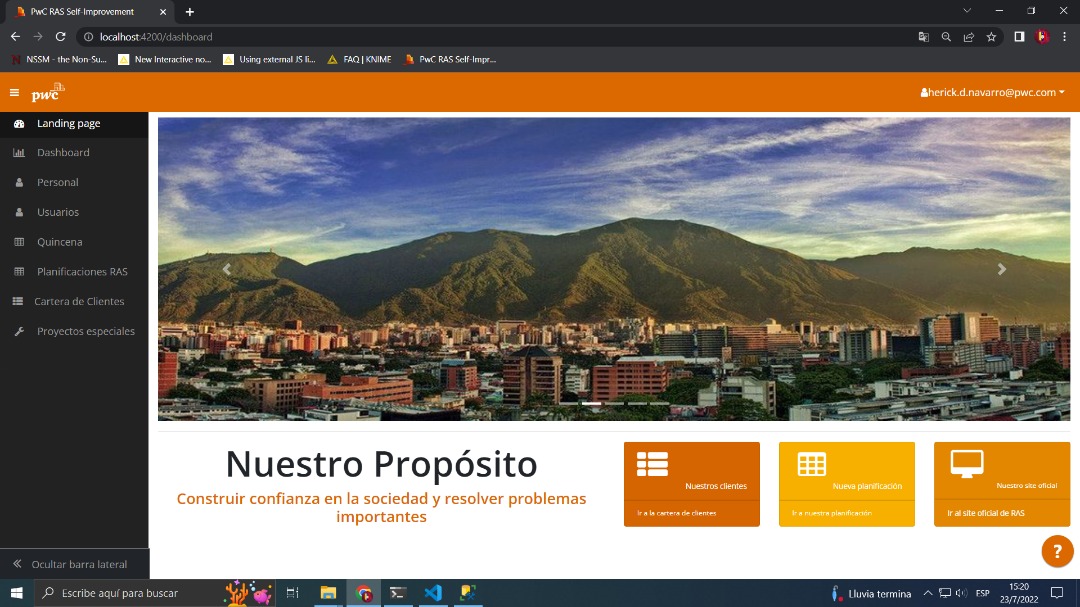 PwC RAS Self-Improvement
localhost:4200/dashboard
NSSM - the Non-Su...
New Interactive no...
Using external JS li...
FAQ | KNIME
PwC RAS Self-Impr...
pwc
herick.d.navarro@pwc.com
Landing page
Dashboard
Personal
Usuarios
Quincena
Planificaciones RAS
Cartera de Clientes
Proyectos especiales
Nuestro Propósito
Construir confianza en la sociedad y resolver problemas
importantes
Nuestros clientes
Ir a la cartera de clientes
Nueva planificación
Ir a nuestra planificación
Nuestro site oficial
Ir al site oficial de RAS
?
Ocultar barra lateral
Escribe aquí para buscar
Lluvia termina
ESP
15:20
23/7/2022